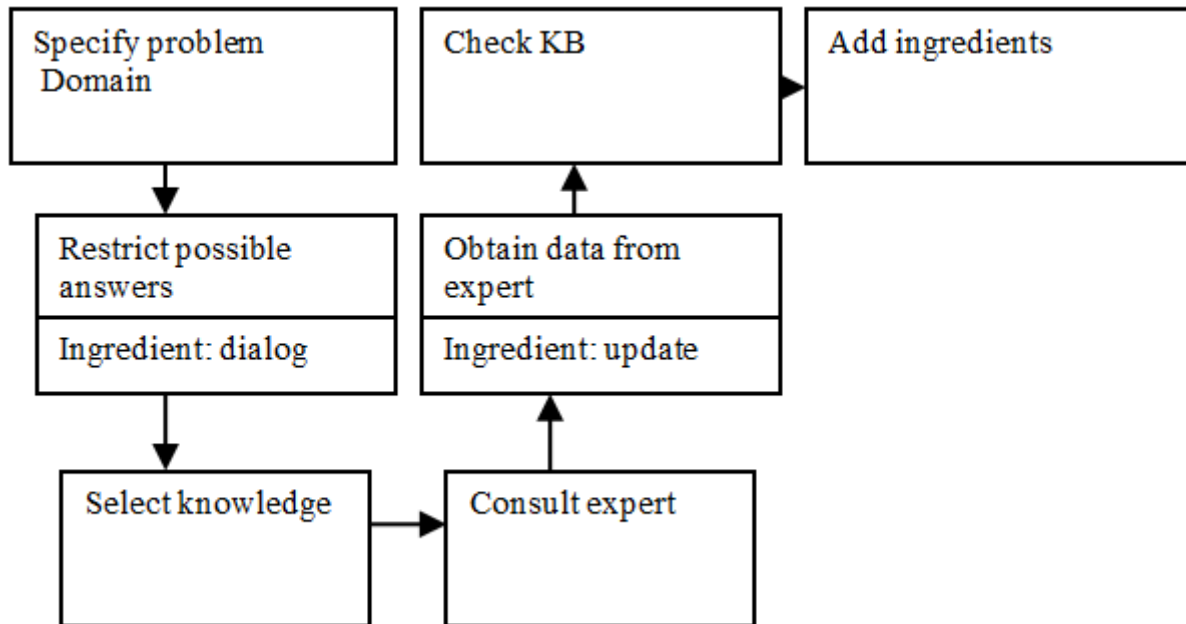 Specify problem
Domain
Restrict possible
answers
Ingredient: dialog
Select knowledge
Consult expert
Obtain data from
expert
Ingredient: update
Check KB
Add ingredients